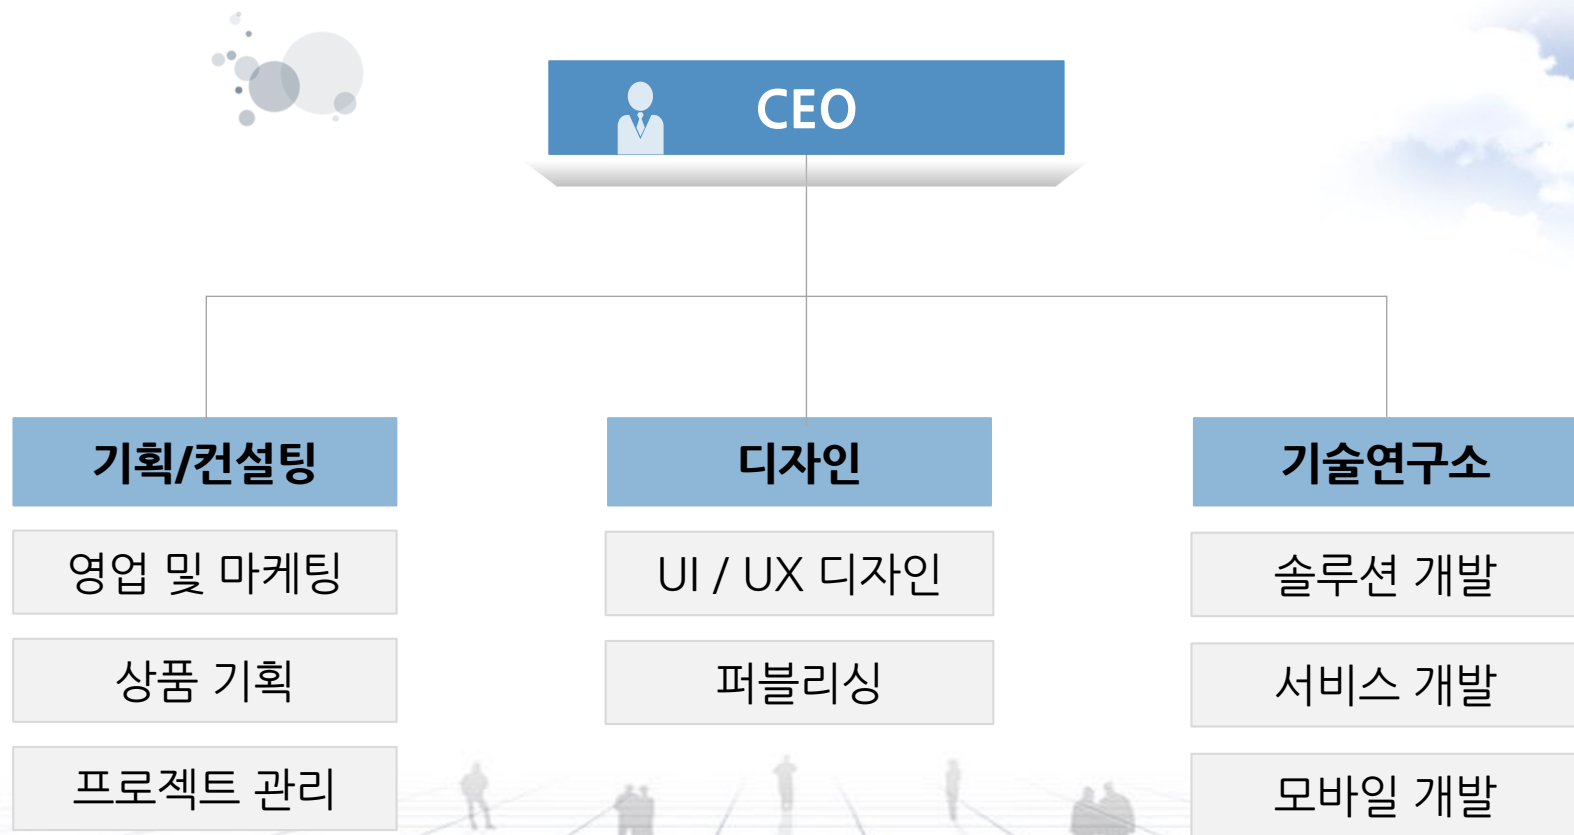 CEO
기획/컨설팅
영업 및 마케팅
상품 기획
프로젝트 관리
디자인
UI / UX 디자인
퍼블리싱
기술연구소
솔루션 개발
서비스 개발
모바일 개발